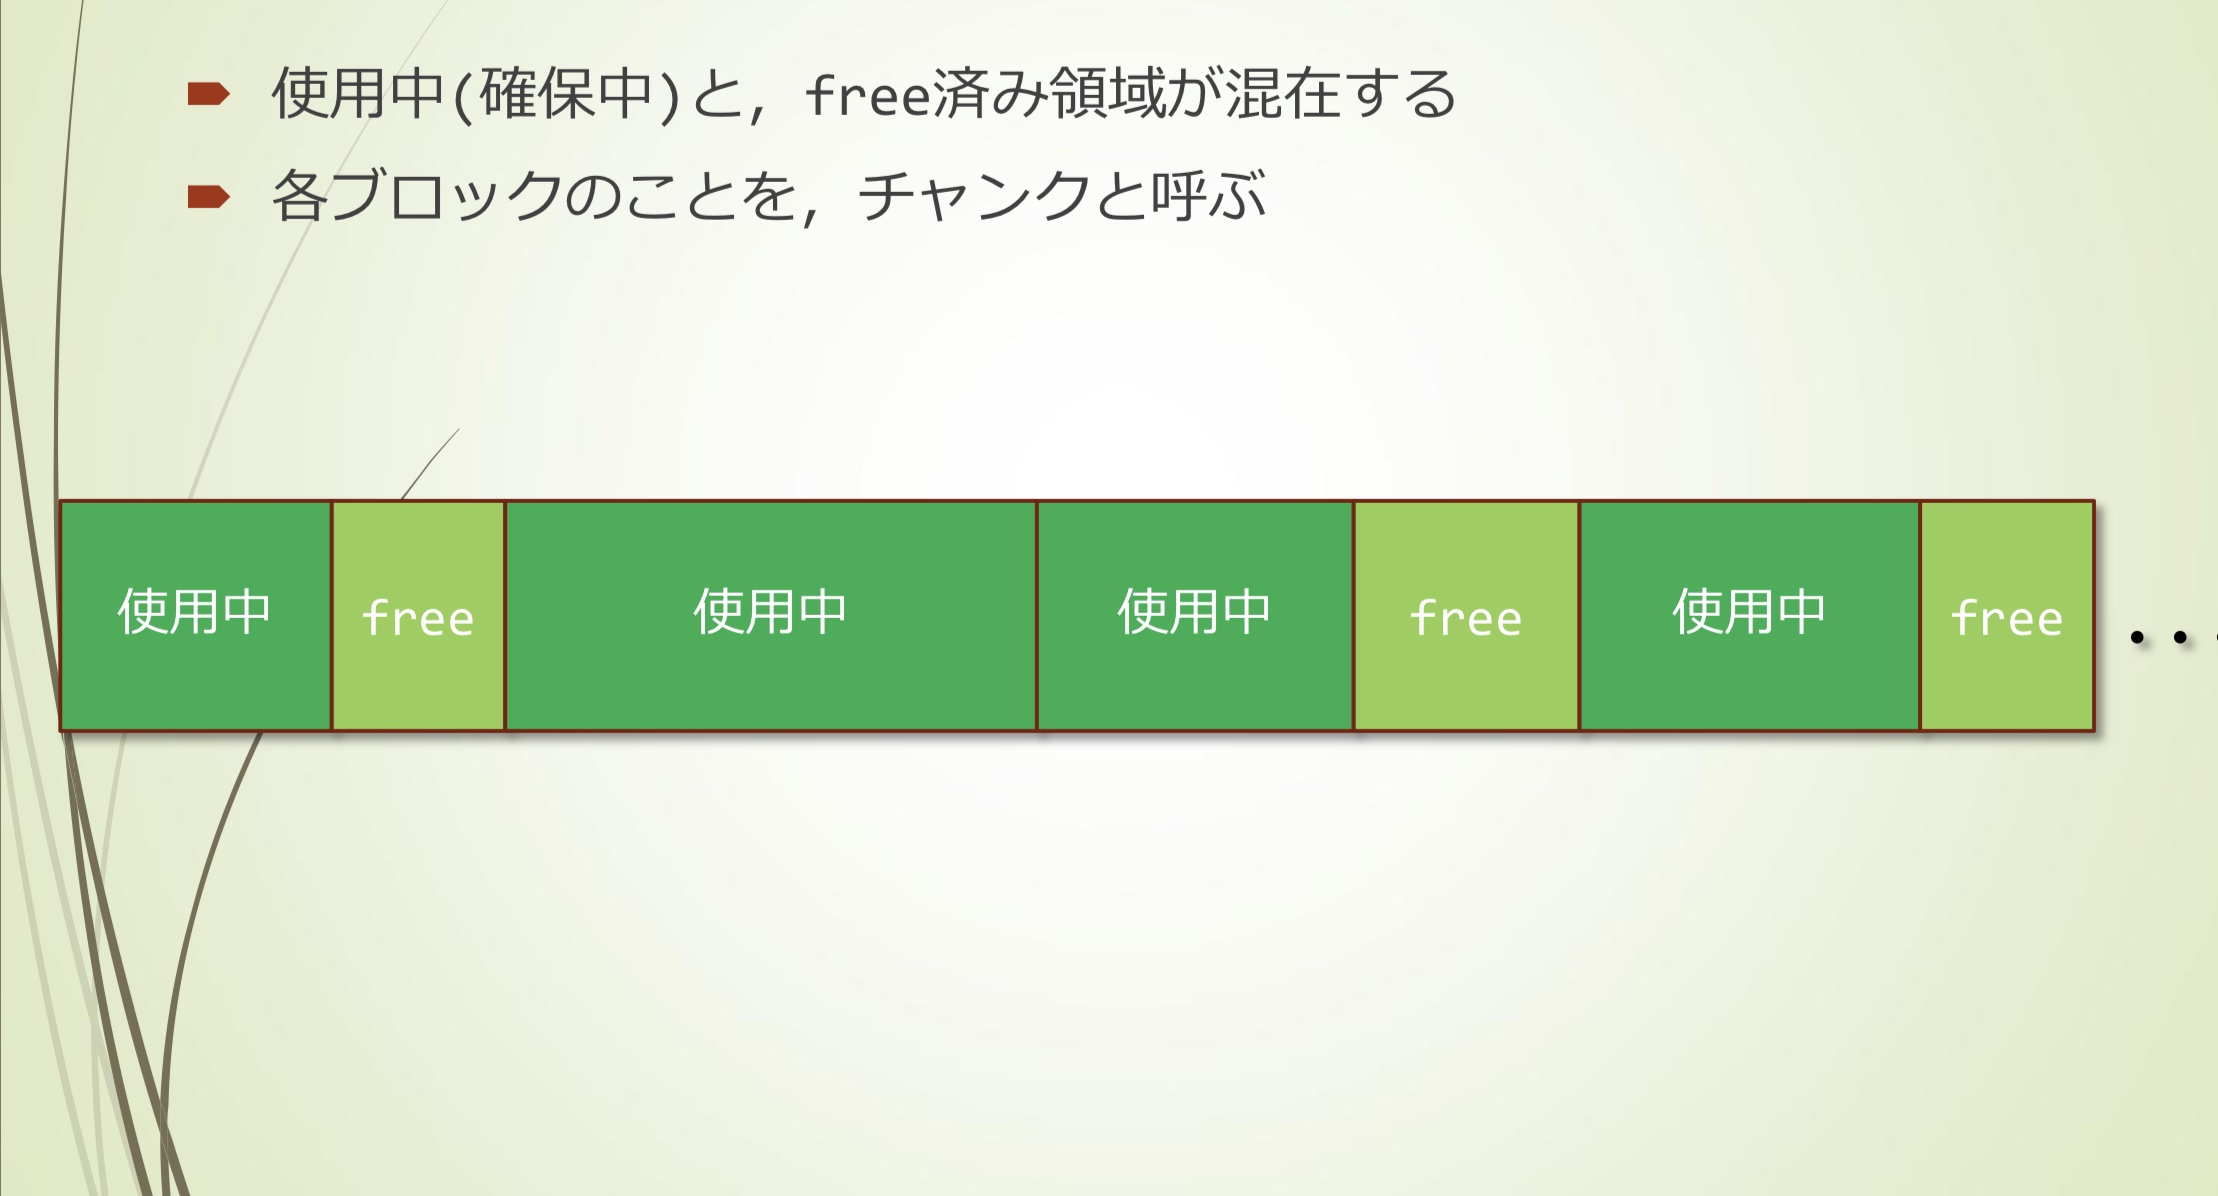 使用中(確保中)と，free済み領域が混在する
各ブロックのことを，チャンクと呼ぶ
使用中 free 使用中 使用中 free 使用中 free ・・・